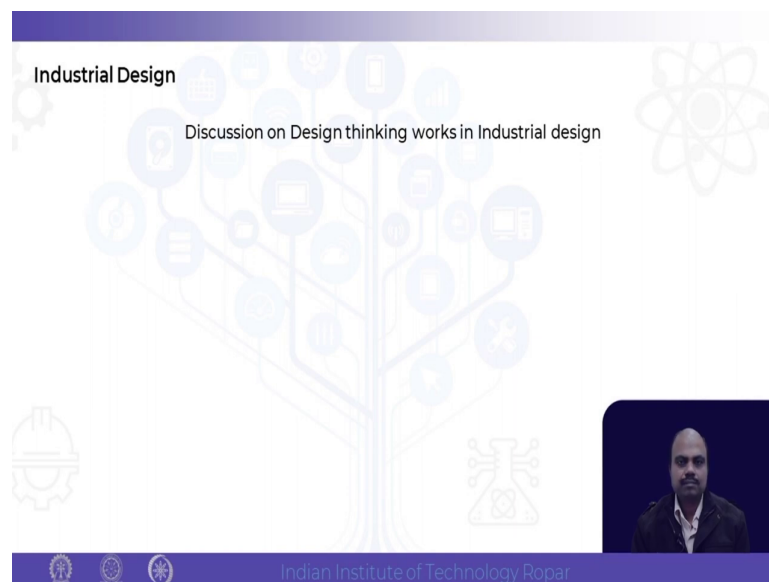 Industrial Design
Discussion on Design thinking works in Industrial design
Indian Institute of Technology Ropar